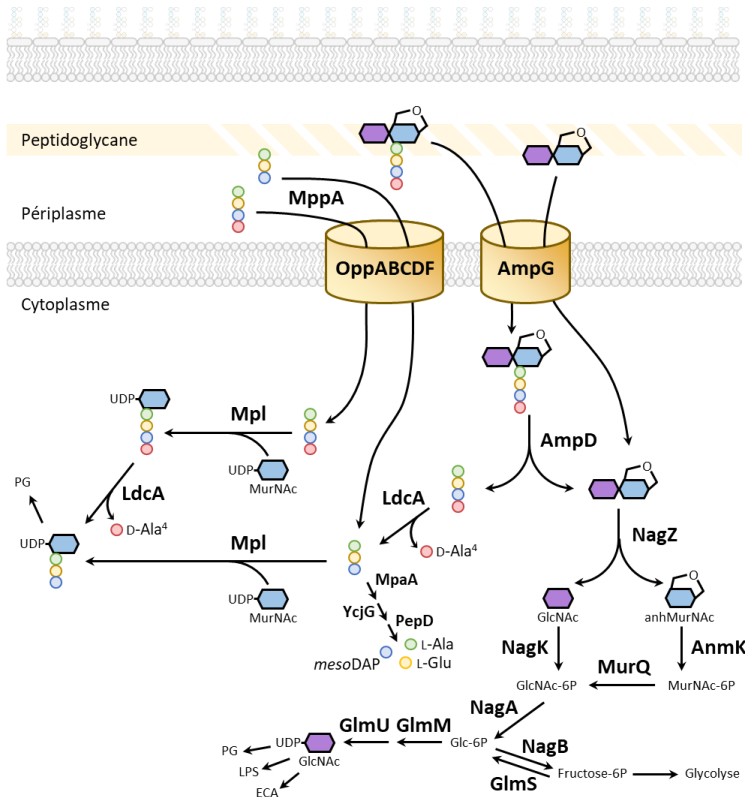 O
Peptidoglycane
O
MppA
Périplasme
OppABCDF
AmpG
Cytoplasme
O
UDP
Mpl
AmpD
UDP
MurNAc
O
PG
LdcA
LdcA
D-Ala⁴
UDP
Mpl
D-Ala⁴
NagZ
MpaA
UDP
MurNAc
O
YcjG
PepD
GlcNAc
anhMurNAc
L-Ala
mesoDAP
L-Glu
NagK
AnmK
MurQ
GlcNAc-6P
MurNAc-6P
NagA
GlmU
GlmM
UDP
Glc-6P
PG
GlcNAc
NagB
LPS
Fructose-6P
Glycolyse
GlmS
ECA